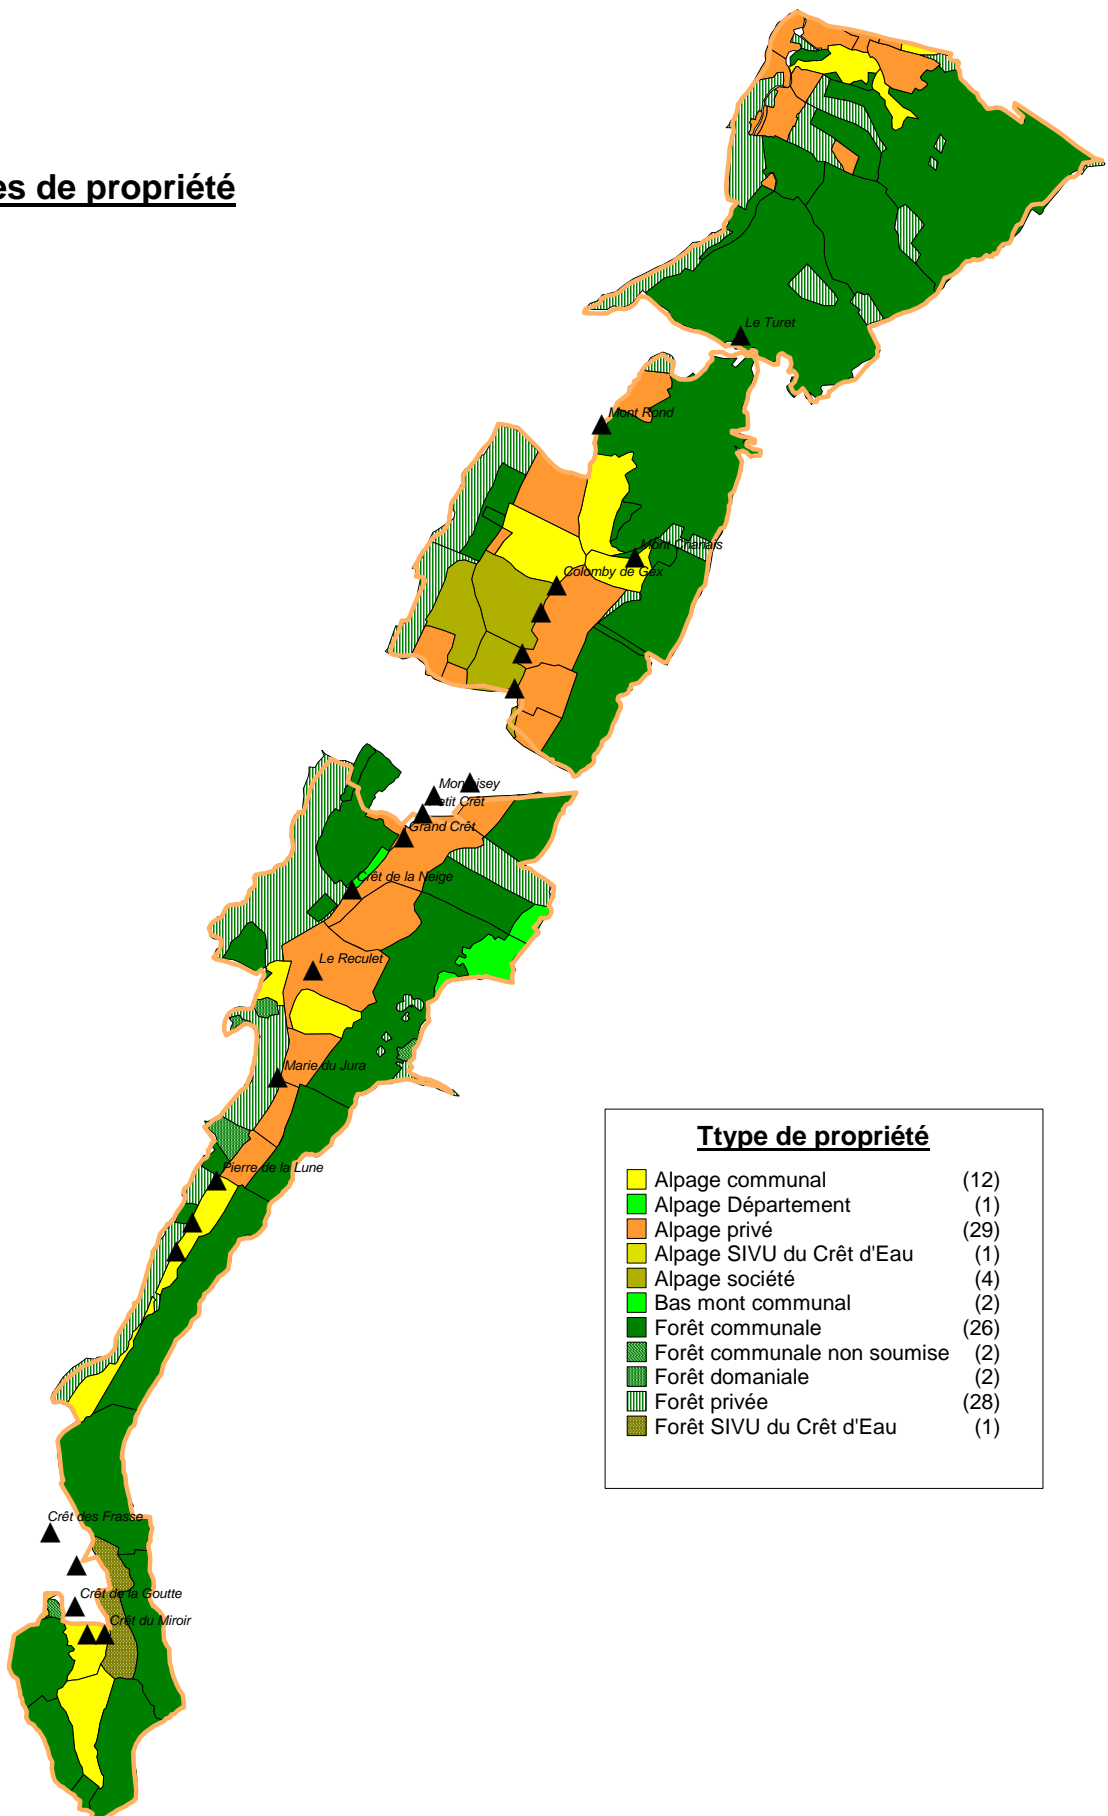 es de propriété
Le Turet
Mont Rond
Mont Chanais
Colomby de Gex
Petit Crêt
Grand Crêt
Crêt de la Neige
Le Reculet
Marie du Jura
Pierre de la Lune
Crêt des Frasse
Crêt de la Goutte
Crêt du Miroir
Ttype de propriété
Alpage communal (12)
Alpage Département (1)
Alpage privé (29)
Alpage SIVU du Crêt d'Eau (1)
Alpage société (4)
Bas mont communal (2)
Forêt communale (26)
Forêt communale non soumise (2)
Forêt domaniale (2)
Forêt privée (28)
Forêt SIVU du Crêt d'Eau (1)